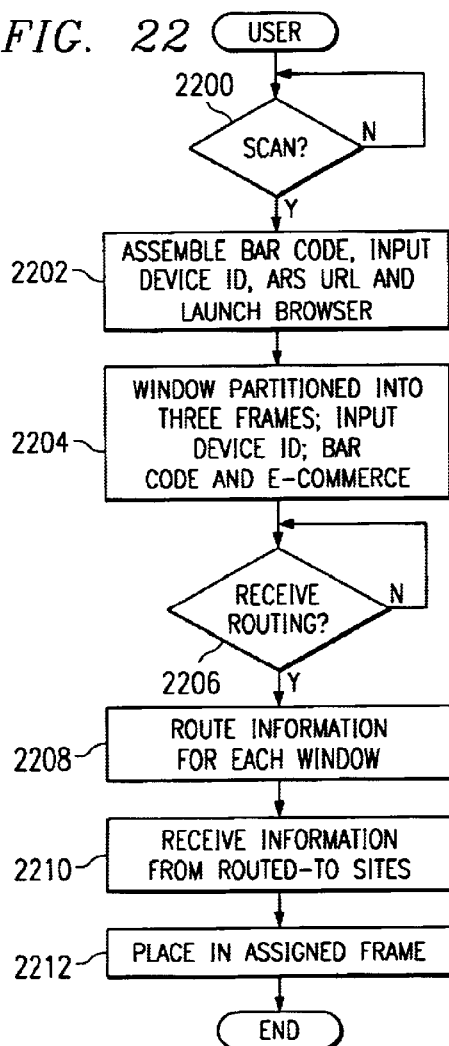 FIG. 22
USER
2200
SCAN?
N
Y
2202
ASSEMBLE BAR CODE, INPUT
DEVICE ID, ARS URL AND
LAUNCH BROWSER
2204
WINDOW PARTITIONED INTO
THREE FRAMES; INPUT
DEVICE ID; BAR
CODE AND E-COMMERCE
RECEIVE
ROUTING?
N
2206
Y
2208
ROUTE INFORMATION
FOR EACH WINDOW
2210
RECEIVE INFORMATION
FROM ROUTED-TO SITES
2212
PLACE IN ASSIGNED FRAME
END